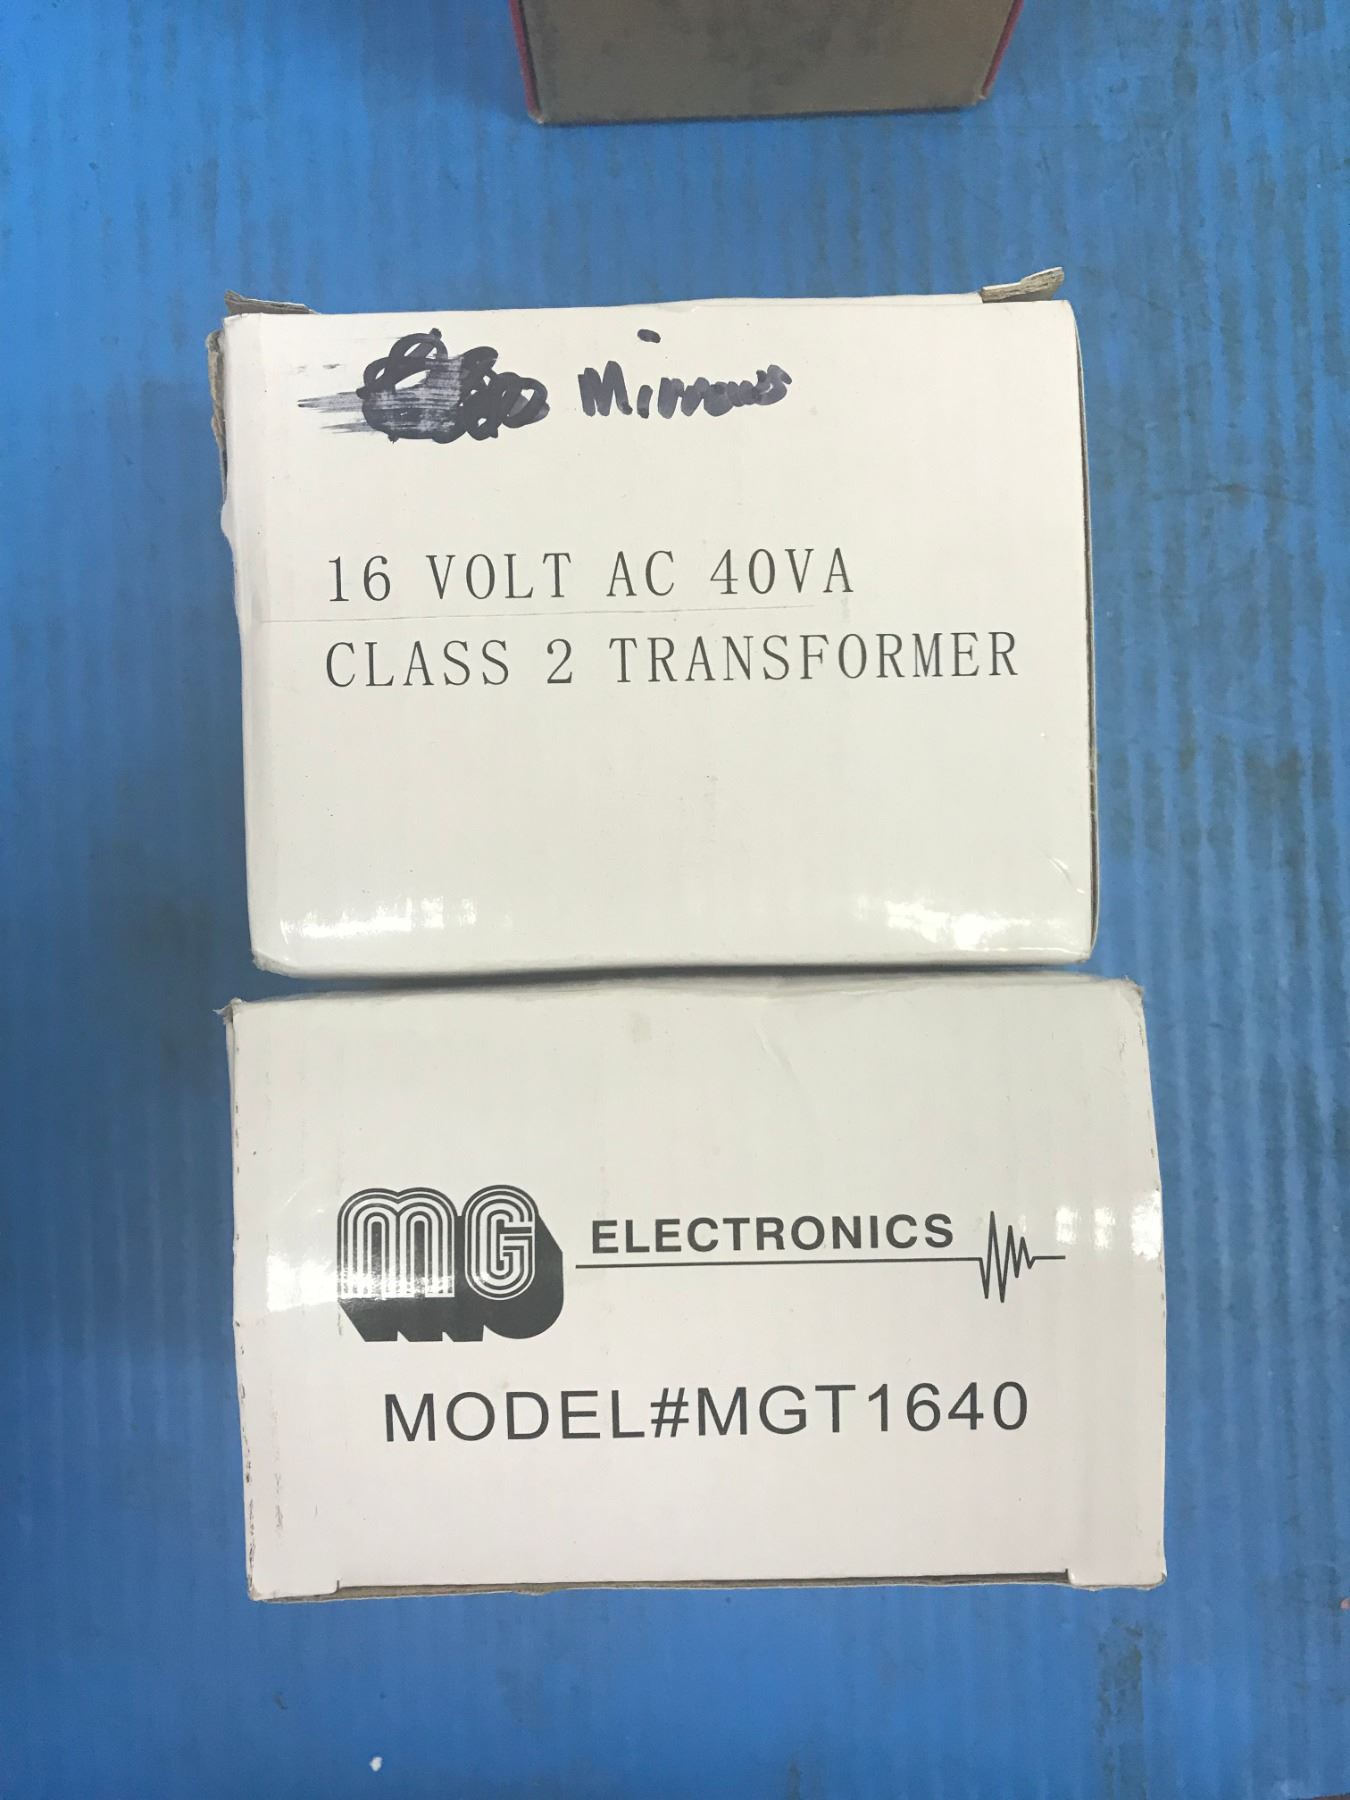 Mirrors
16 VOLT AC 40VA
CLASS 2 TRANSFORMER
MG ELECTRONICS
MODEL#MGT1640